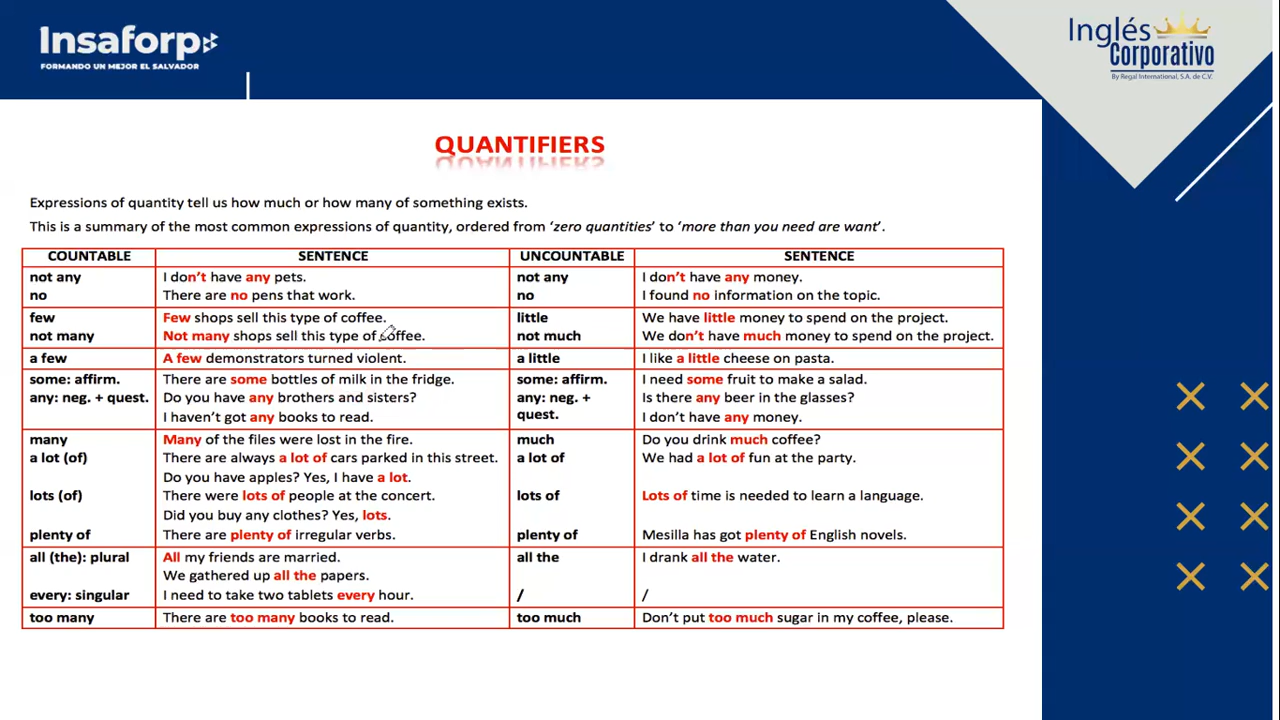 Insaforp
FORMANDO UN MEJOR EL SALVADOR
Inglés
Corporativo
By Regal International, S.A. de C.V.
QUANTIFIERS
Expressions of quantity tell us how much or how many of something exists.
This is a summary of the most common expressions of quantity, ordered from ‘zero quantities’ to ‘more than you need are want’.
COUNTABLE SENTENCE UNCOUNTABLE SENTENCE
not any I don’t have any pets. not any I don’t have any money.
no There are no pens that work. no I found no information on the topic.
few Few shops sell this type of coffee. little We have little money to spend on the project.
not many Not many shops sell this type of coffee. not much We don’t have much money to spend on the project.
a few A few demonstrators turned violent. a little I like a little cheese on pasta.
some: affirm. There are some bottles of milk in the fridge. some: affirm. I need some fruit to make a salad.
any: neg. + quest. Do you have any brothers and sisters? any: neg. + Is there any beer in the glasses?
I haven’t got any books to read. quest. I don’t have any money.
many Many of the files were lost in the fire. much Do you drink much coffee?
a lot (of) There are always a lot of cars parked in this street. a lot of We had a lot of fun at the party.
Do you have apples? Yes, I have a lot.
lots (of) There were lots of people at the concert. lots of Lots of time is needed to learn a language.
Did you buy any clothes? Yes, lots.
plenty of There are plenty of irregular verbs. plenty of Mesilla has got plenty of English novels.
all (the): plural All my friends are married. all the I drank all the water.
We gathered up all the papers.
every: singular I need to take two tablets every hour. / /
too many There are too many books to read. too much Don’t put too much sugar in my coffee, please.